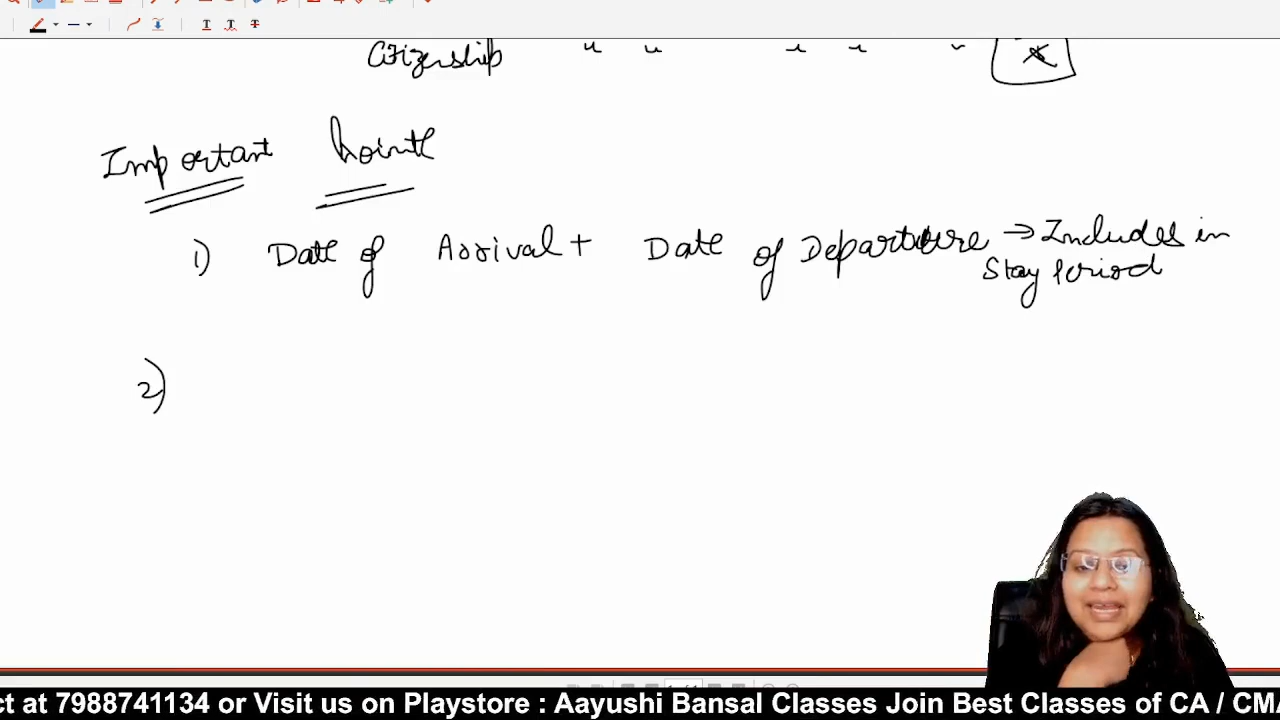 Citizenship
Important Points
1) Date of Arrival + Date of Departure → Includes in
Stay Period
2)
ct at 7988741134 or Visit us on Playstore : Aayushi Bansal Classes Join Best Classes of CA / CMA